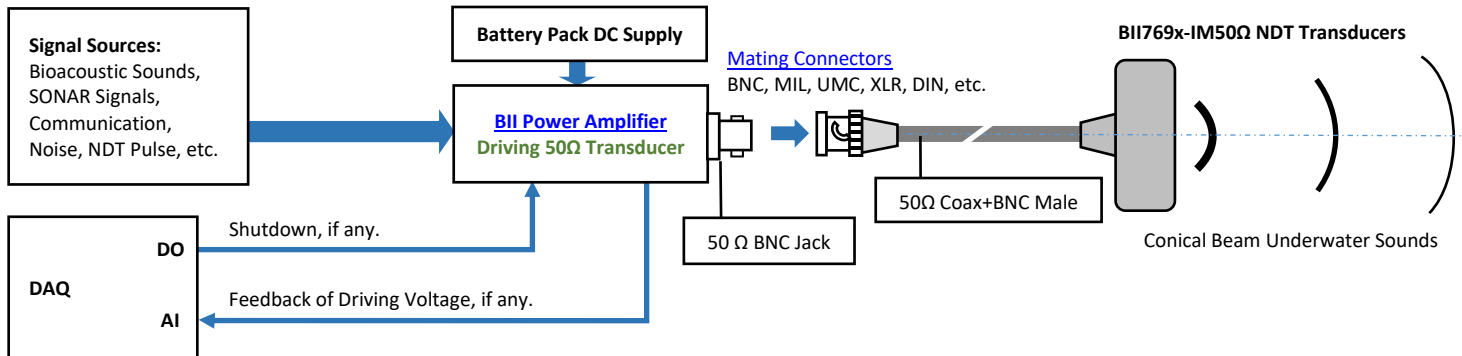 Signal Sources:
Bioacoustic Sounds,
SONAR Signals,
Communication,
Noise, NDT Pulse, etc.
Battery Pack DC Supply
BII Power Amplifier
Driving 50Ω Transducer
Mating Connectors
BNC, MIL, UMC, XLR, DIN, etc.
BII769x-IM50Ω NDT Transducers
50Ω Coax+BNC Male
50 Ω BNC Jack
Conical Beam Underwater Sounds
DAQ
DO
Shutdown, if any.
AI
Feedback of Driving Voltage, if any.